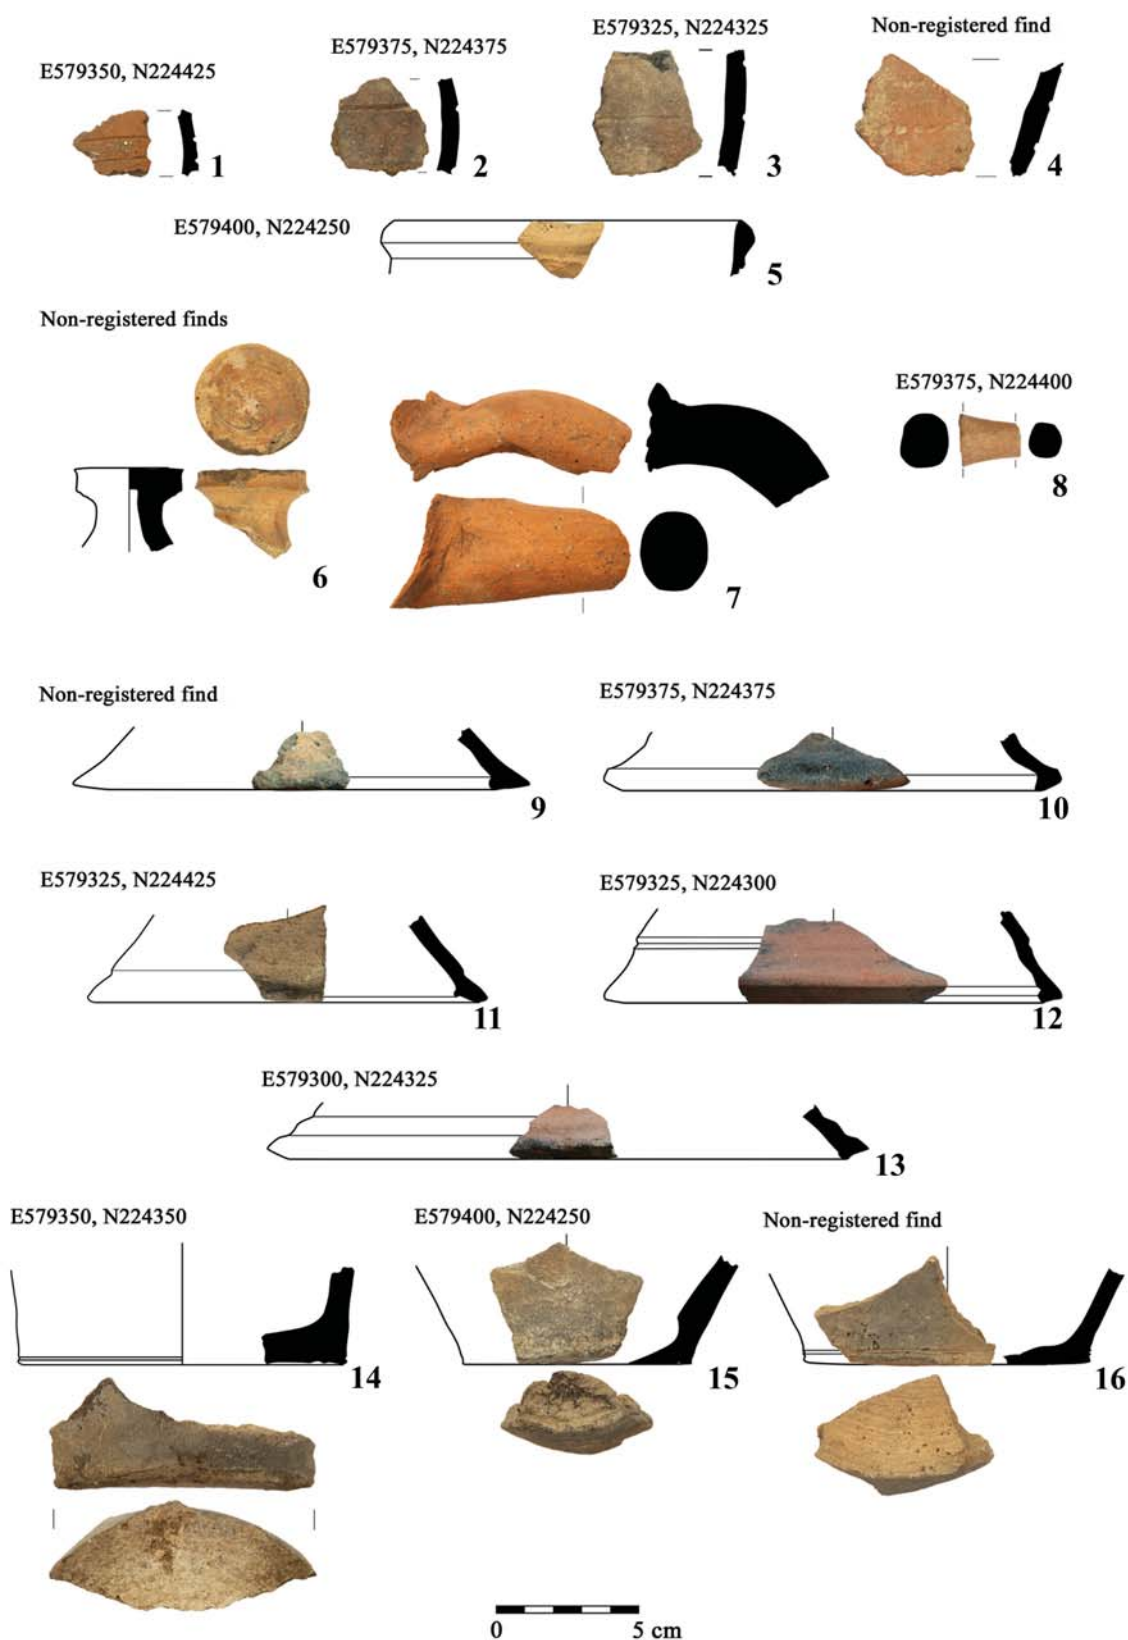 E579350, N224425
E579375, N224375
E579325, N224325
Non-registered find
1
2
3
4
E579400, N224250
5
Non-registered finds
E579375, N224400
6
7
8
Non-registered find
E579375, N224375
9
10
E579325, N224425
E579325, N224300
11
12
E579300, N224325
13
E579350, N224350
E579400, N224250
Non-registered find
14
15
16
0 5 cm